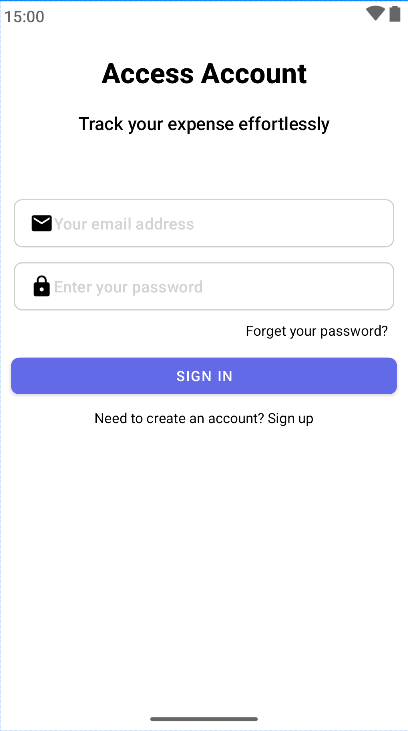 15:00
Access Account
Track your expense effortlessly
Your email address
Enter your password
Forget your password?
SIGN IN
Need to create an account? Sign up